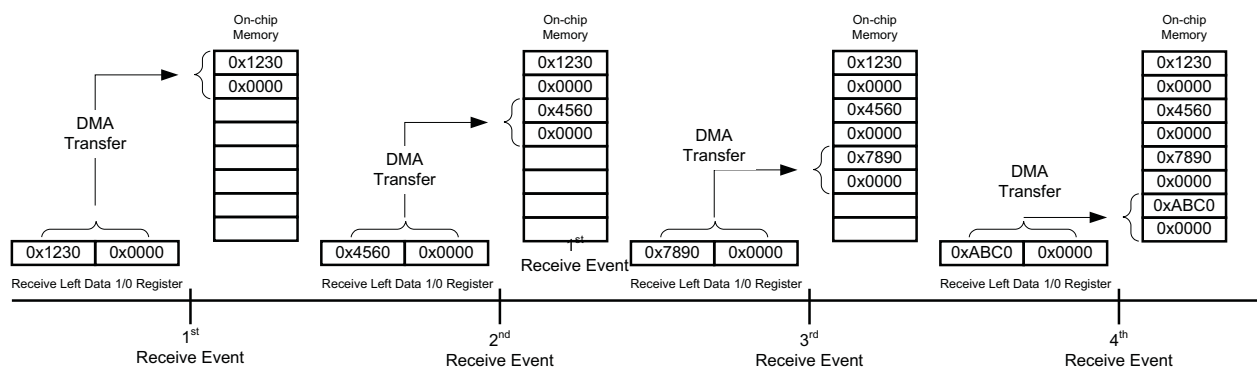 On-chip
Memory
0x1230
0x0000
DMA
Transfer
0x1230 0x0000
Receive Left Data 1/0 Register
1st
Receive Event
On-chip
Memory
0x1230
0x0000
0x4560
0x0000
DMA
Transfer
0x4560 0x0000
Receive Left Data 1/0 Register
1st
Receive Event
2nd
Receive Event
On-chip
Memory
0x1230
0x0000
0x4560
0x0000
0x7890
0x0000
DMA
Transfer
0x7890 0x0000
Receive Left Data 1/0 Register
3rd
Receive Event
On-chip
Memory
0x1230
0x0000
0x4560
0x0000
0x7890
0x0000
0xABC0
0x0000
DMA
Transfer
0xABC0 0x0000
Receive Left Data 1/0 Register
4th
Receive Event